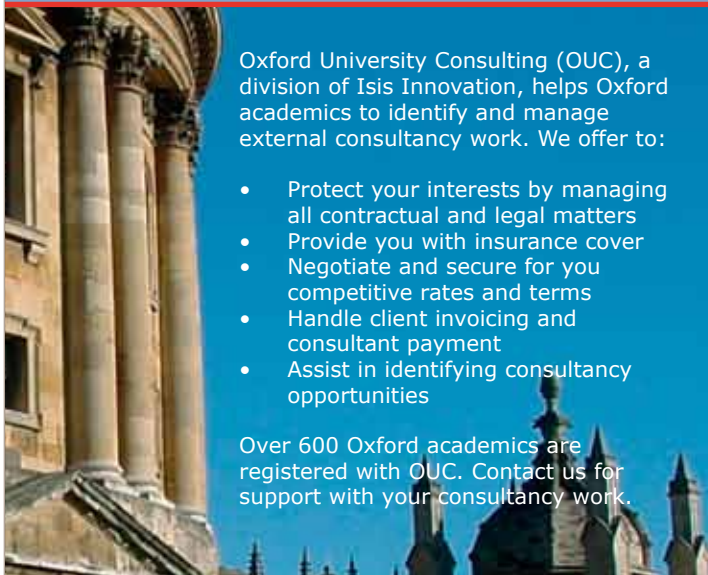 Oxford University Consulting (OUC), a
division of Isis Innovation, helps Oxford
academics to identify and manage
external consultancy work. We offer to:
• Protect your interests by managing
all contractual and legal matters
• Provide you with insurance cover
• Negotiate and secure for you
competitive rates and terms
• Handle client invoicing and
consultant payment
• Assist in identifying consultancy
opportunities
Over 600 Oxford academics are
registered with OUC. Contact us for
support with your consultancy work.